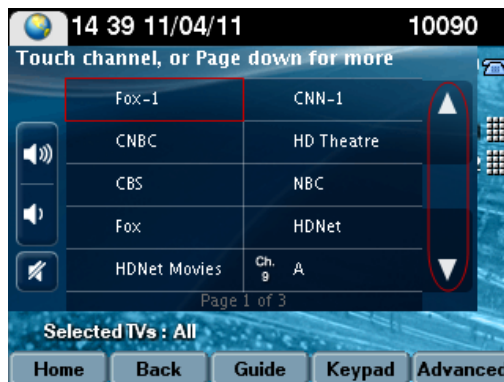 14 39 11/04/11 10090
Touch channel, or Page down for more
Fox-1 CNN-1
CNBC HD Theatre
CBS NBC
Fox HDNet
HDNet Movies Ch. 9 A
Page 1 of 3
Selected TVs : All
Home Back Guide Keypad Advanced